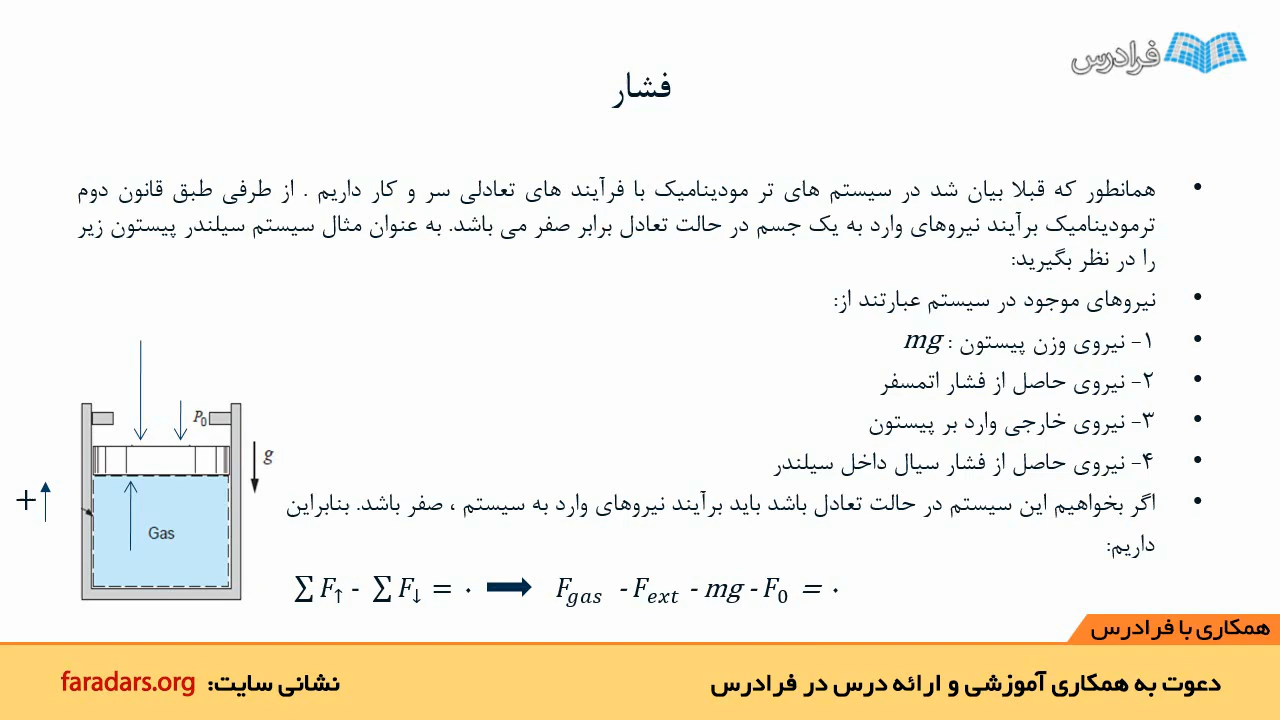 فرادرس
فشار
• همانطور که قبلا بیان شد در سیستم های تر مودینامیک با فرآیند های تعادلی سر و کار داریم . از طرفی طبق قانون دوم
ترمودینامیک برآیند نیروهای وارد به یک جسم در حالت تعادل برابر صفر می باشد. به عنوان مثال سیستم سیلندر پیستون زیر
را در نظر بگیرید:
• نیروهای موجود در سیستم عبارتند از:
• ۱- نیروی وزن پیستون : mg
• ۲- نیروی حاصل از فشار اتمسفر
• ۳- نیروی خارجی وارد بر پیستون
• ۴- نیروی حاصل از فشار سیال داخل سیلندر
• اگر بخواهیم این سیستم در حالت تعادل باشد باید برآیند نیروهای وارد به سیستم ، صفر باشد. بنابراین
داریم:
P₀
g
+
Gas
∑ F↑ - ∑ F↓ = ۰ ➡ F_gas - F_ext - mg - F₀ = ۰
همکاری با فرادرس
دعوت به همکاری آموزشی و ارائه درس در فرادرس
نشانی سایت: faradars.org